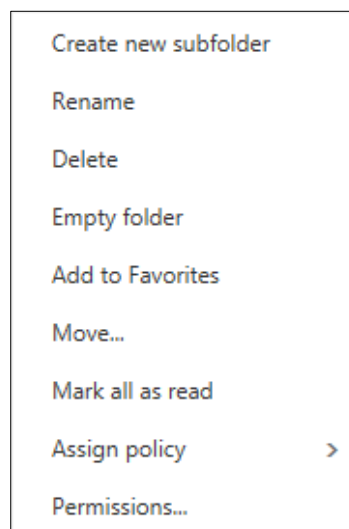 Create new subfolder
Rename
Delete
Empty folder
Add to Favorites
Move...
Mark all as read
Assign policy >
Permissions...